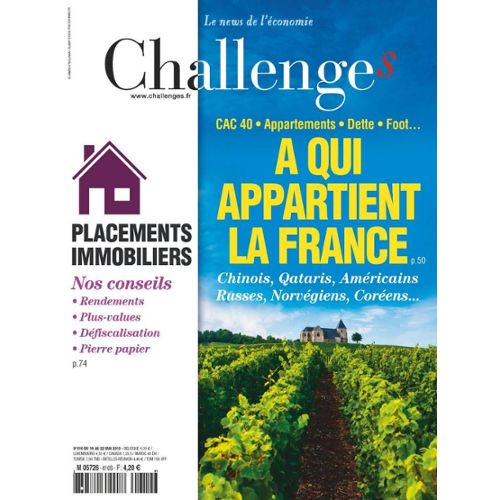 Le news de l'économie
Challenges
www.challenges.fr
CAC 40 • Appartements • Dette • Foot...
A QUI
APPARTIENT
LA FRANCE p.50
Chinois, Qataris, Américains
Russes, Norvégiens, Coréens...
PLACEMENTS
IMMOBILIERS
Nos conseils
• Rendements
• Plus-values
• Défiscalisation
• Pierre papier
p.74
F: 4,20 €